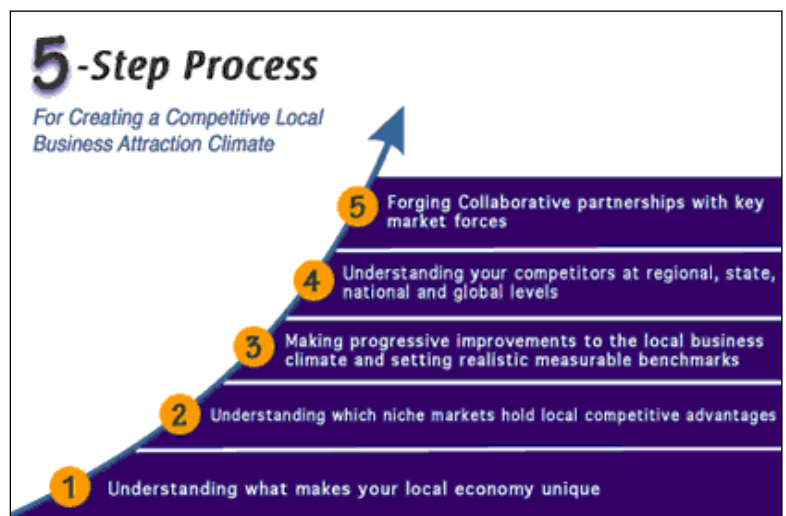 5-Step Process
For Creating a Competitive Local
Business Attraction Climate
5 Forging Collaborative partnerships with key
market forces
4 Understanding your competitors at regional, state,
national and global levels
3 Making progressive improvements to the local business
climate and setting realistic measurable benchmarks
2 Understanding which niche markets hold local competitive advantages
1 Understanding what makes your local economy unique